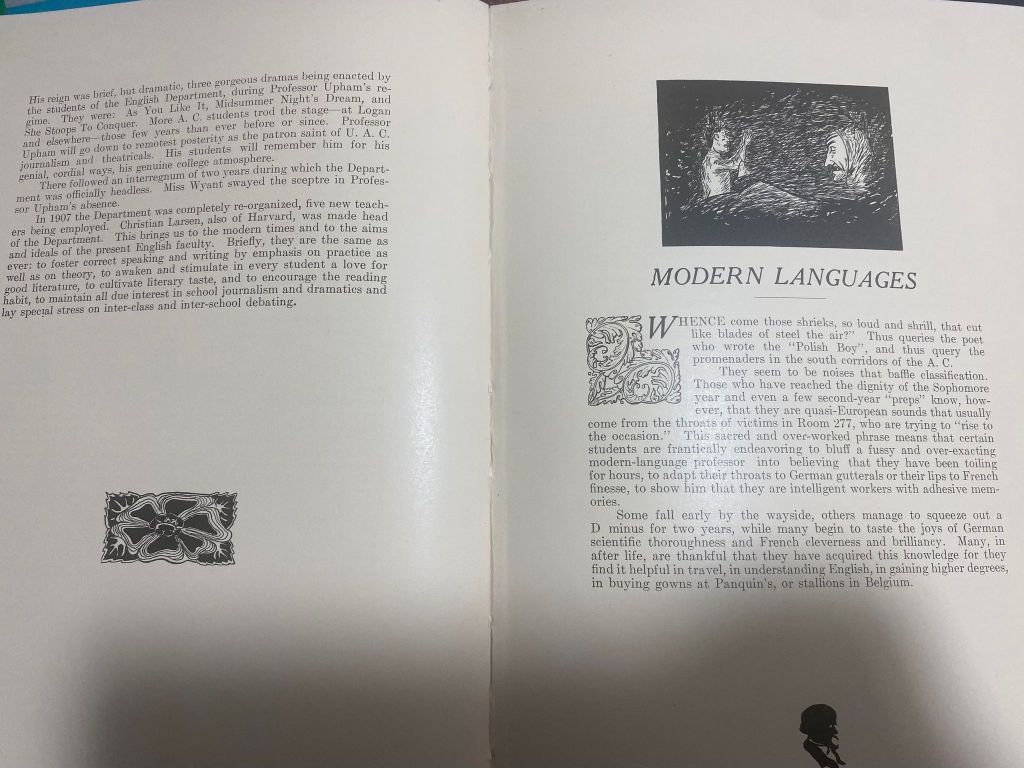 His reign was brief, but dramatic, three gorgeous dramas being enacted by
the students of the English Department, during Professor Upham's re-
gime. They were: As You Like It, Midsummer Night's Dream, and
She Stoops To Conquer. More A. C. students trod the stage—at Logan
and elsewhere—those few years than ever before or since. Professor
Upham will go down to remotest posterity as the patron saint of U. A. C.
journalism and theatricals. His students will remember him for his
genial, cordial ways, his genuine college atmosphere.
There followed an interregnum of two years during which the Depart-
ment was officially headless. Miss Wyant swayed the sceptre in Profes-
sor Upham's absence.
In 1907 the Department was completely re-organized, five new teach-
ers being employed. Christian Larsen, also of Harvard, was made head
of the Department. This brings us to the modern times and to the aims
and ideals of the present English faculty. Briefly, they are the same as
ever: to foster correct speaking and writing by emphasis on practice as
well as on theory, to awaken and stimulate in every student a love for
good literature, to cultivate literary taste, and to encourage the reading
habit, to maintain all due interest in school journalism and dramatics and
lay special stress on inter-class and inter-school debating.
MODERN LANGUAGES
WHENCE come those shrieks, so loud and shrill, that cut
like blades of steel the air?" Thus queries the poet
who wrote the "Polish Boy", and thus query the
promenaders in the south corridors of the A. C.
They seem to be noises that baffle classification.
Those who have reached the dignity of the Sophomore
year and even a few second-year "preps" know, how-
ever, that they are quasi-European sounds that usually
come from the throats of victims in Room 277, who are trying to "rise to
the occasion." This sacred and over-worked phrase means that certain
students are frantically endeavoring to bluff a fussy and over-exacting
modern-language professor into believing that they have been toiling
for hours, to adapt their throats to German gutterals or their lips to French
finesse, to show him that they are intelligent workers with adhesive mem-
ories.
Some fall early by the wayside, others manage to squeeze out a
D minus for two years, while many begin to taste the joys of German
scientific thoroughness and French cleverness and brilliancy. Many, in
after life, are thankful that they have acquired this knowledge for they
find it helpful in travel, in understanding English, in gaining higher degrees,
in buying gowns at Panquin's, or stallions in Belgium.